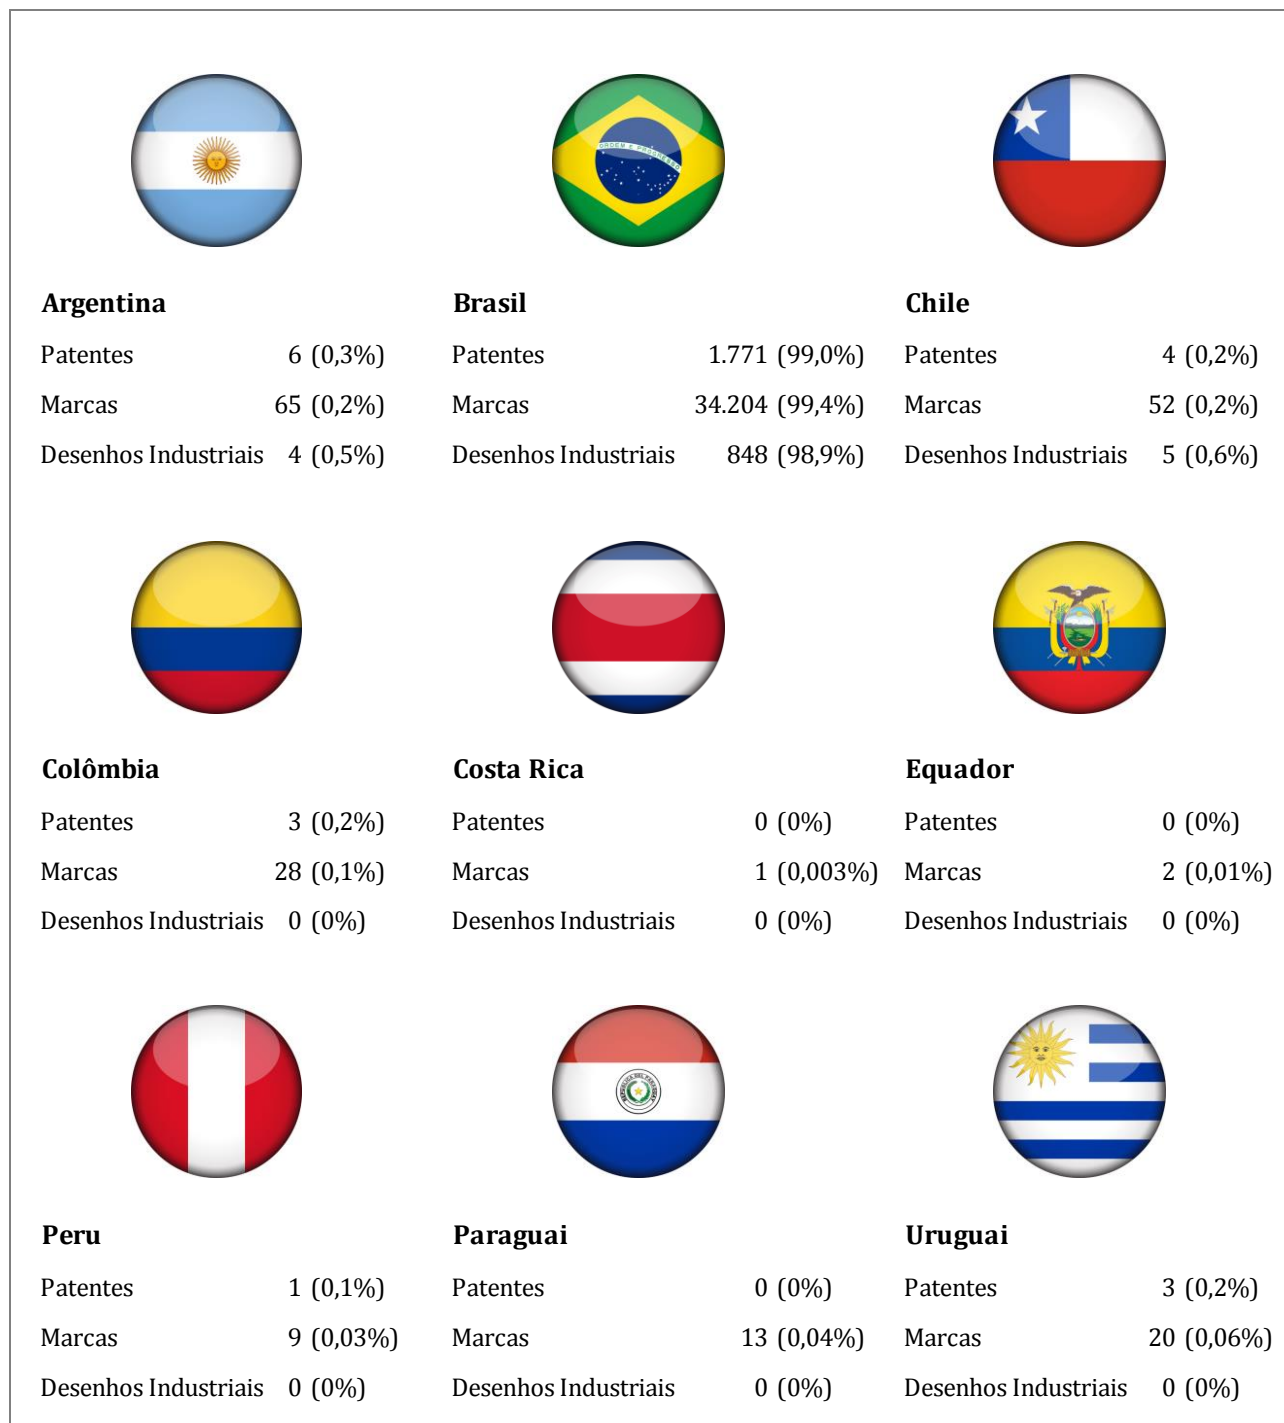 ORDEM E PROGRESSO
Argentina
Patentes 6 (0,3%)
Marcas 65 (0,2%)
Desenhos Industriais 4 (0,5%)
Brasil
Patentes 1.771 (99,0%)
Marcas 34.204 (99,4%)
Desenhos Industriais 848 (98,9%)
Chile
Patentes 4 (0,2%)
Marcas 52 (0,2%)
Desenhos Industriais 5 (0,6%)
Colômbia
Patentes 3 (0,2%)
Marcas 28 (0,1%)
Desenhos Industriais 0 (0%)
Costa Rica
Patentes 0 (0%)
Marcas 1 (0,003%)
Desenhos Industriais 0 (0%)
Equador
Patentes 0 (0%)
Marcas 2 (0,01%)
Desenhos Industriais 0 (0%)
REPUBLICA DEL PARAGUAY
Peru
Patentes 1 (0,1%)
Marcas 9 (0,03%)
Desenhos Industriais 0 (0%)
Paraguai
Patentes 0 (0%)
Marcas 13 (0,04%)
Desenhos Industriais 0 (0%)
Uruguai
Patentes 3 (0,2%)
Marcas 20 (0,06%)
Desenhos Industriais 0 (0%)